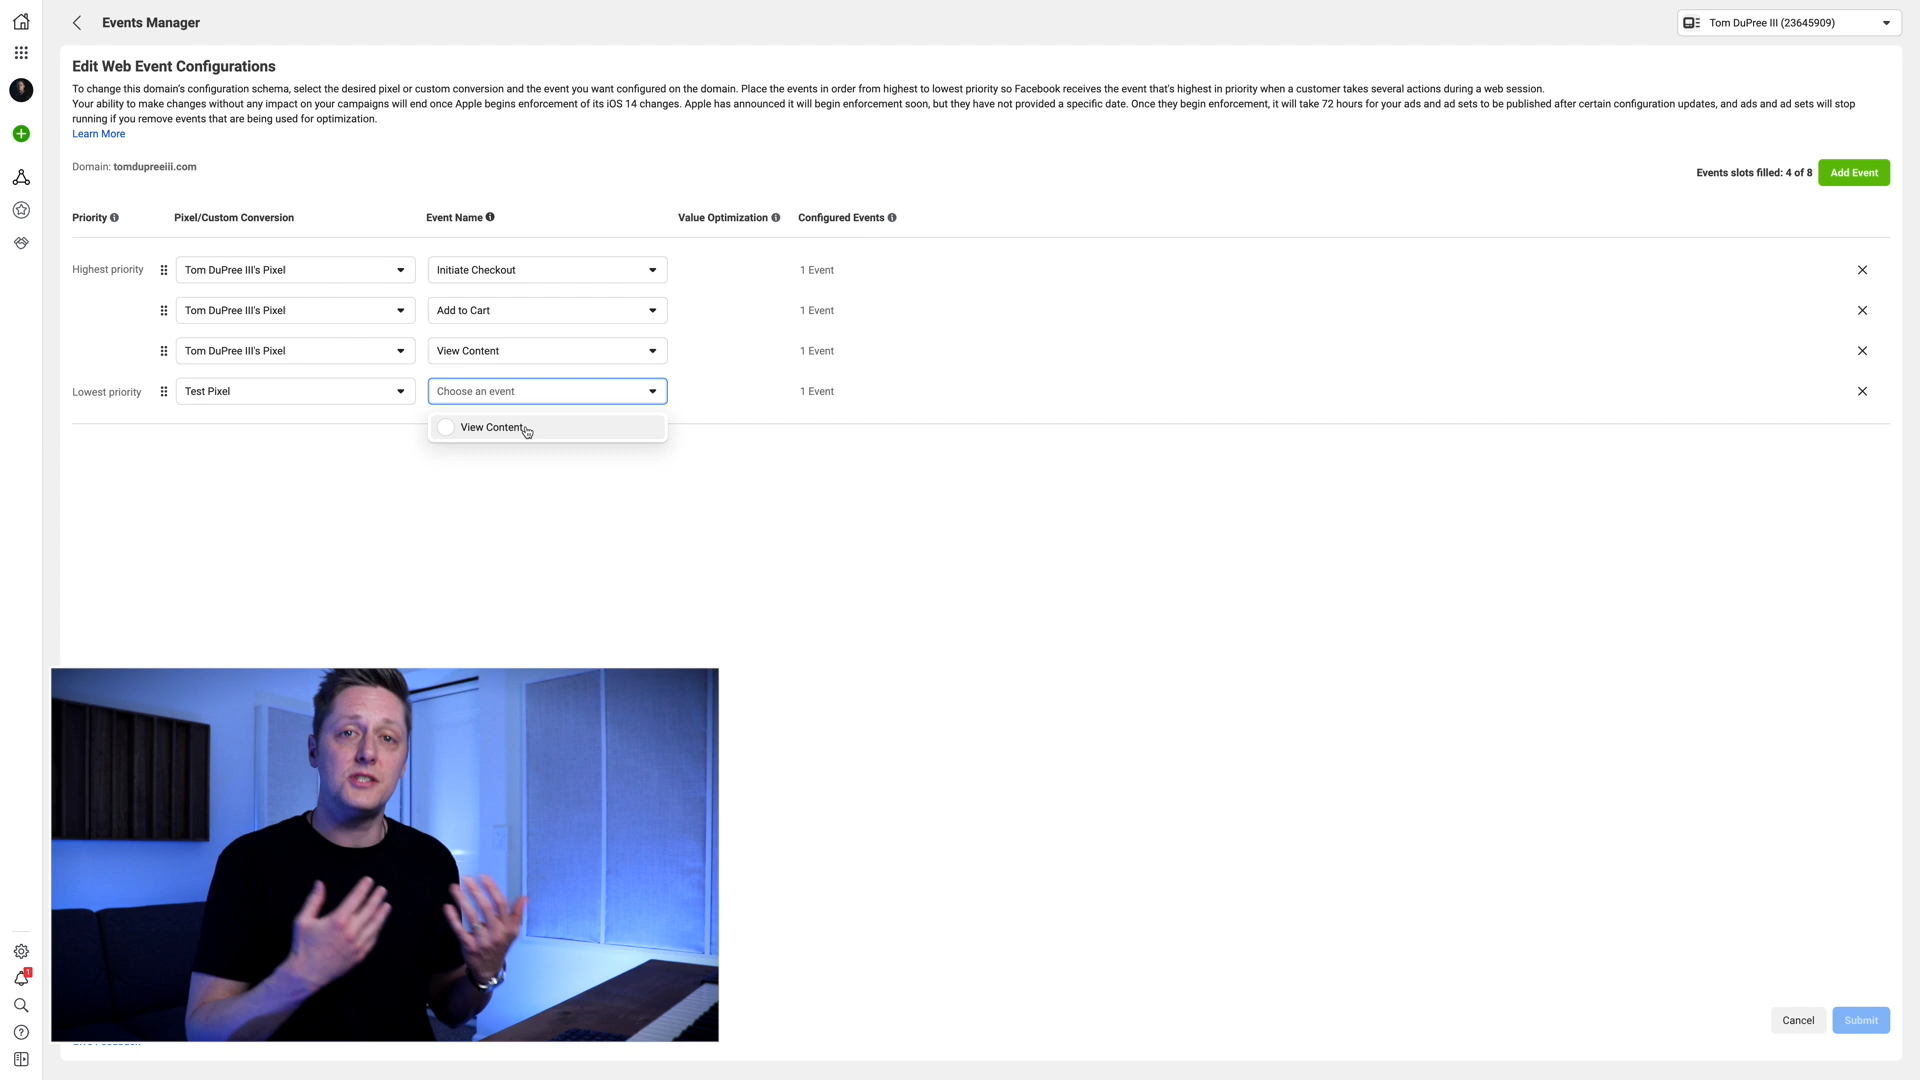 Events Manager
Tom DuPree III (23645909)
Edit Web Event Configurations
To change this domain's configuration schema, select the desired pixel or custom conversion and the event you want configured on the domain. Place the events in order from highest to lowest priority so Facebook receives the event that's highest in priority when a customer takes several actions during a web session.
Your ability to make changes without any impact on your campaigns will end once Apple begins enforcement of its iOS 14 changes. Apple has announced it will begin enforcement soon, but they have not provided a specific date. Once they begin enforcement, it will take 72 hours for your ads and ad sets to be published after certain configuration updates, and ads and ad sets will stop
running if you remove events that are being used for optimization.
Learn More
Domain: tomdupreeiii.com
Events slots filled: 4 of 8 Add Event
Priority Pixel/Custom Conversion Event Name Value Optimization Configured Events
Highest priority Tom DuPree III's Pixel Initiate Checkout 1 Event
Tom DuPree III's Pixel Add to Cart 1 Event
Tom DuPree III's Pixel View Content 1 Event
Lowest priority Test Pixel Choose an event 1 Event
View Content
1
Cancel Submit